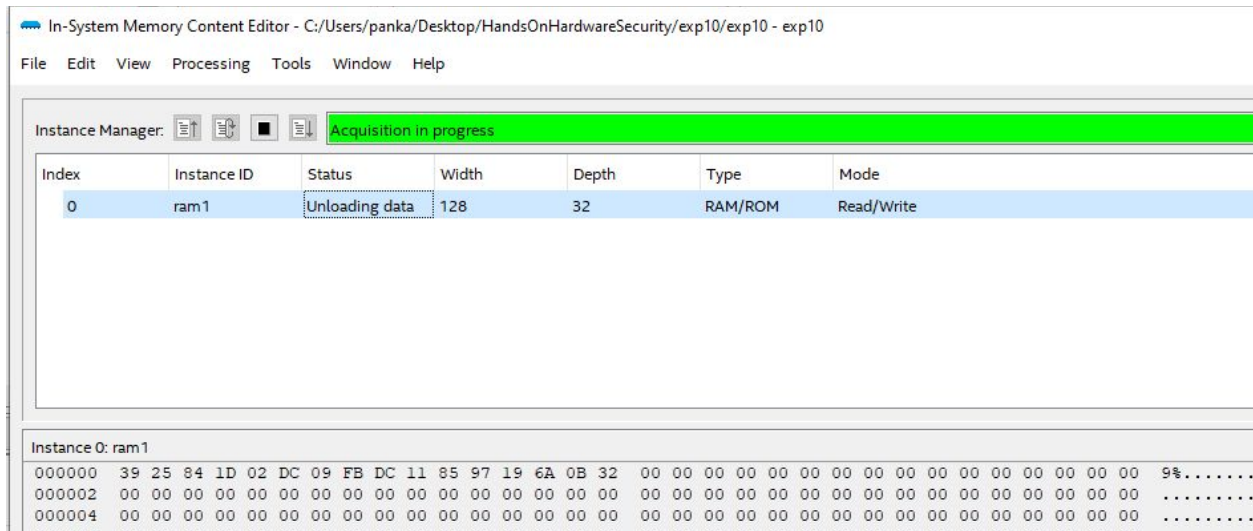 In-System Memory Content Editor - C:/Users/panka/Desktop/HandsOnHardwareSecurity/exp10/exp10 - exp10
File Edit View Processing Tools Window Help
Instance Manager: Acquisition in progress
Index Instance ID Status Width Depth Type Mode
0 ram1 Unloading data 128 32 RAM/ROM Read/Write
Instance 0: ram1
000000 39 25 84 1D 02 DC 09 FB DC 11 85 97 19 6A 0B 32 00 00 00 00 00 00 00 00 00 00 00 00 00 00 00 00 9%.......
000002 00 00 00 00 00 00 00 00 00 00 00 00 00 00 00 00 00 00 00 00 00 00 00 00 00 00 00 00 00 00 00 00 .........
000004 00 00 00 00 00 00 00 00 00 00 00 00 00 00 00 00 00 00 00 00 00 00 00 00 00 00 00 00 00 00 00 00 .........